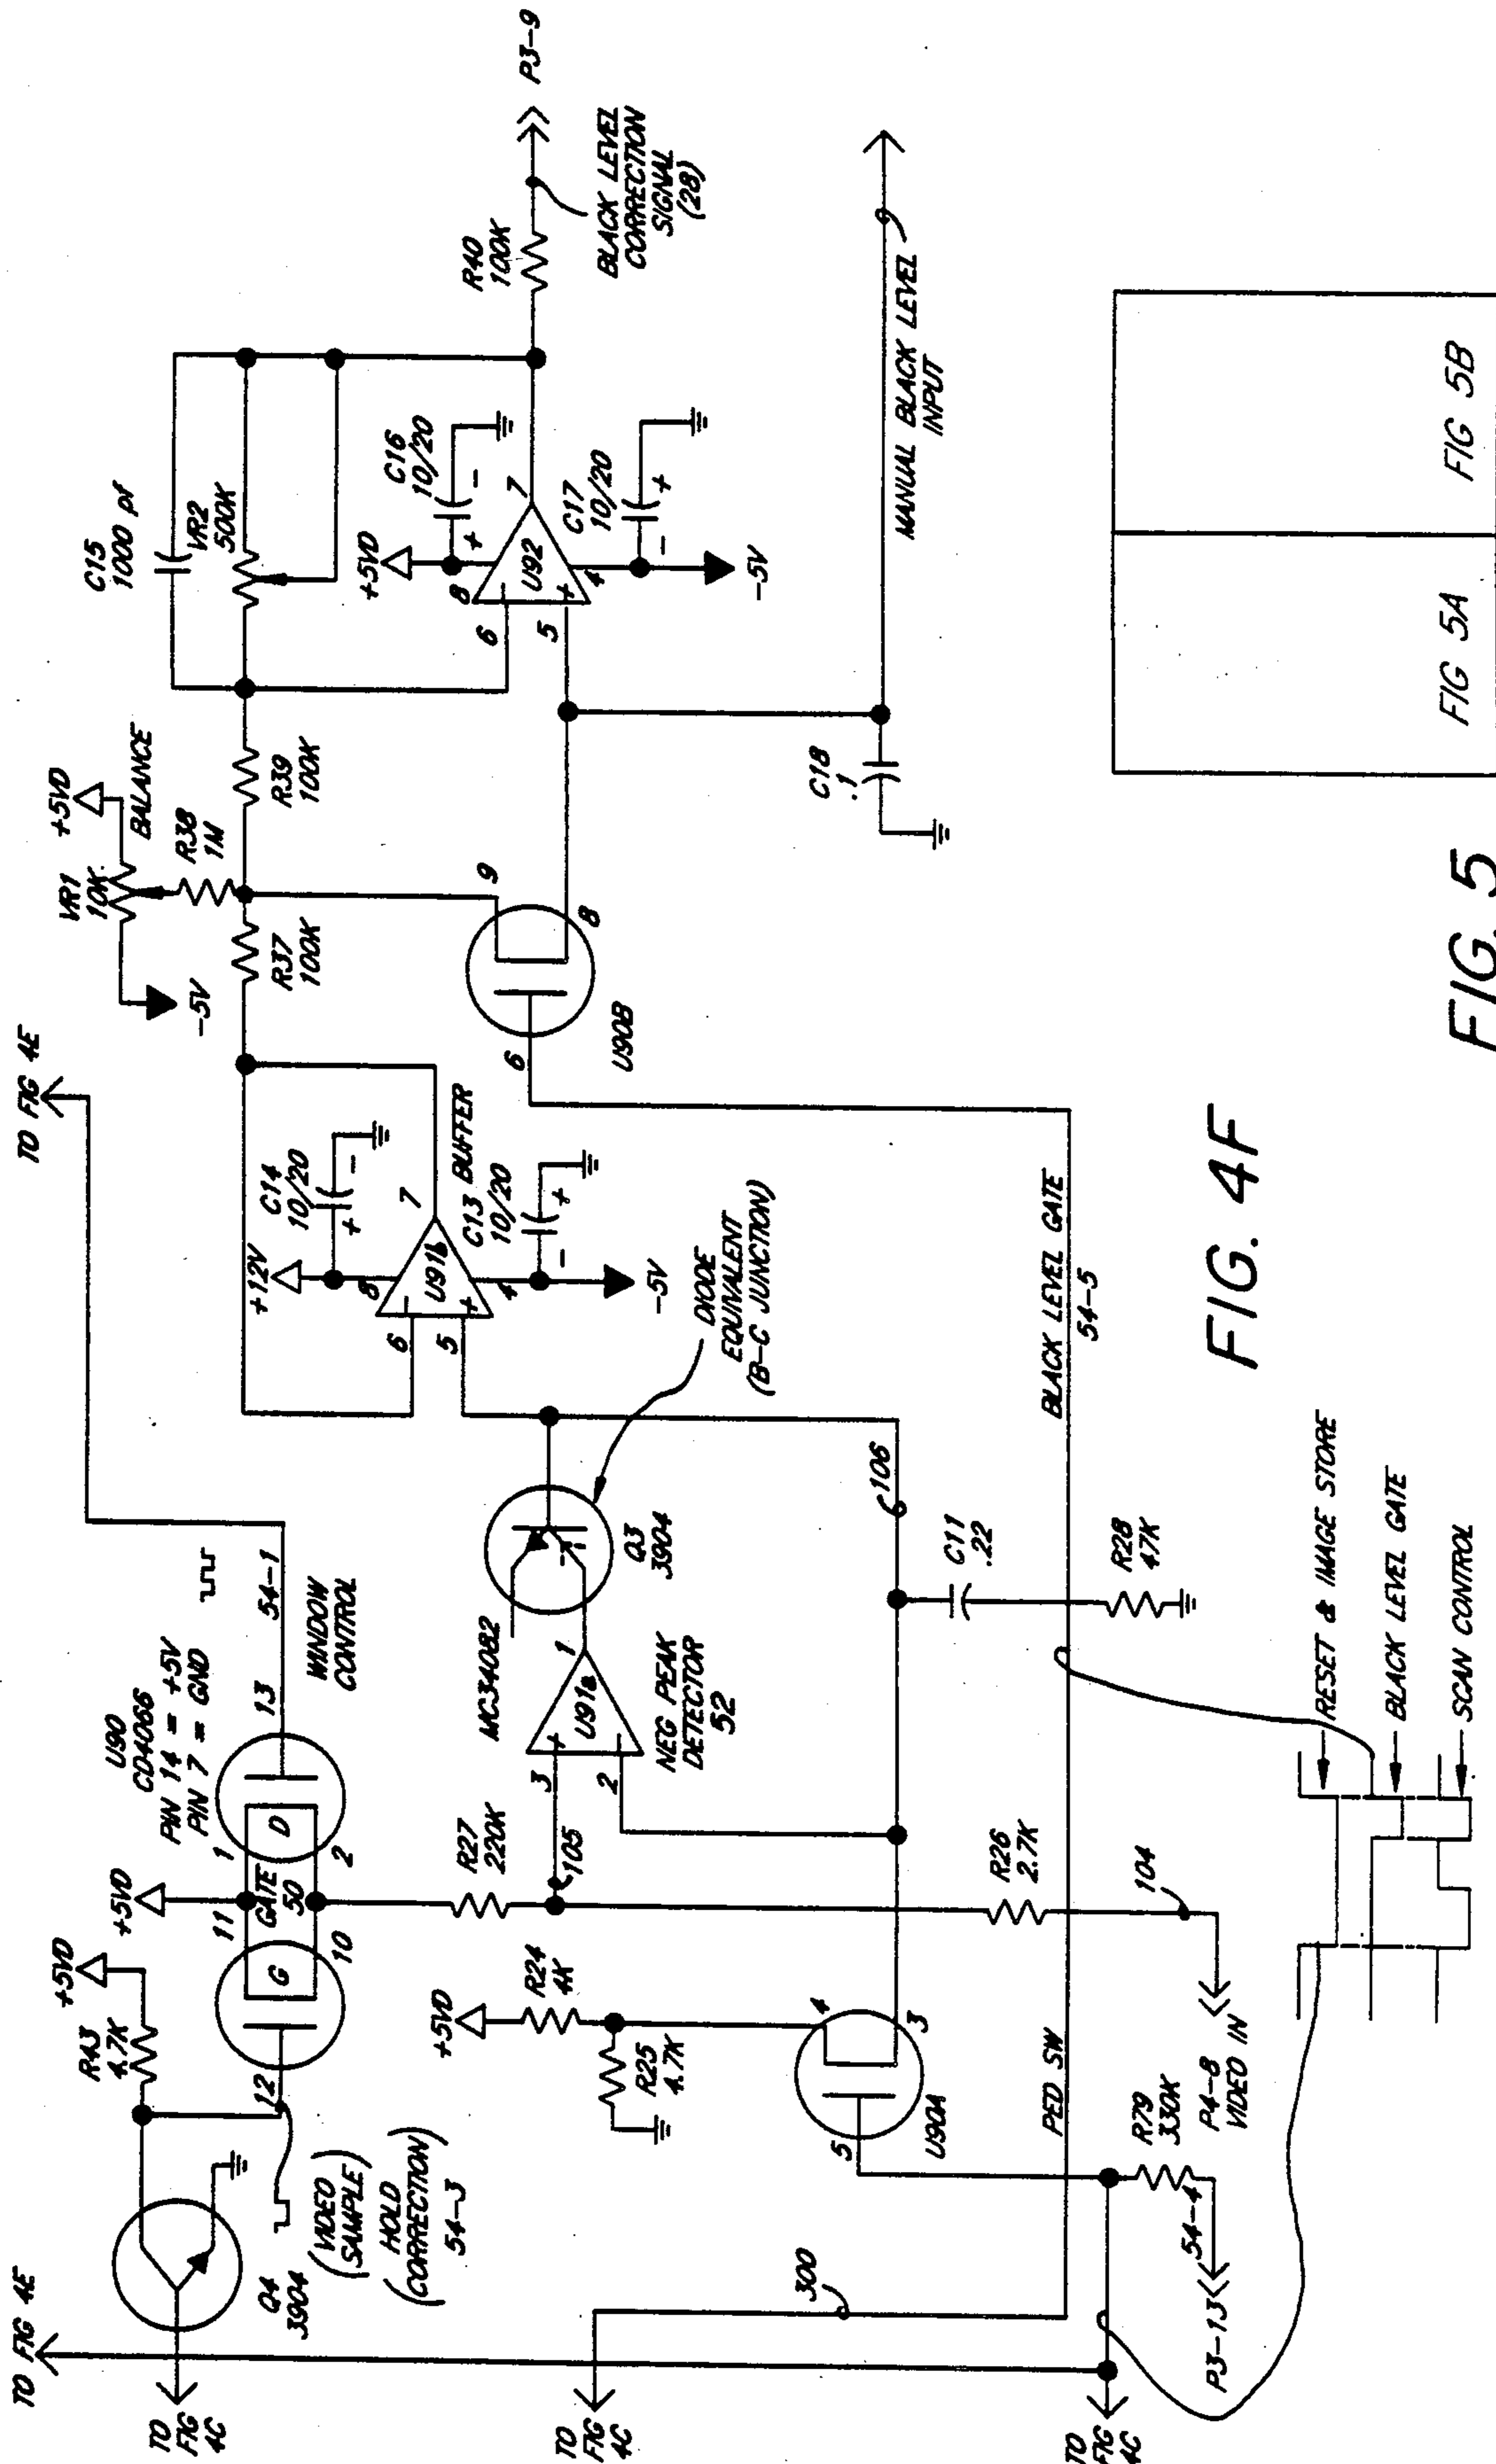 TO FIG 4E
TO FIG 4E
+5VD
R43
4.7K
+5VD
U90
CD4066
PIN 14 = +5V
PIN 7 = GND
11
1
GATE
50
G
D
12
10
2
13
54-1
WINDOW
CONTROL
Q4
3904
(VIDEO
SAMPLE)
HOLD
(CORRECTION)
54-3
TO
FIG
4C
R27
220K
105
3
2
1
+
-
U91a
MC34082
NEG PEAK
DETECTOR
52
Q3
3904
DIODE
EQUIVALENT
(B-C JUNCTION)
+12V
C14
10/20
+
-
8
7
6
5
4
U91b
-
+
BUFFER
C13
10/20
-
+
-5V
VR1
10K
-5V
+5VD
BALANCE
R38
1M
R37
100K
R39
100K
C15
1000 pf
VR2
500K
+5VD
C16
10/20
+
-
8
7
6
5
4
U92
-
+
C17
10/20
-
+
-5V
R40
100K
P3-9
BLACK LEVEL
CORRECTION
SIGNAL
(28)
+5VD
R24
4K
R25
4.7K
4
3
5
U90A
9
8
6
U90B
C18
.1
MANUAL BLACK LEVEL
INPUT
106
C11
.22
R28
47K
R26
2.7K
104
300
TO
FIG
4C
PED SW
BLACK LEVEL GATE
54-5
R79
330K
54-4
P3-13
P4-8
VIDEO IN
TO
FIG
4C
RESET & IMAGE STORE
BLACK LEVEL GATE
SCAN CONTROL
FIG. 4F
FIG 5A
FIG 5B
FIG. 5